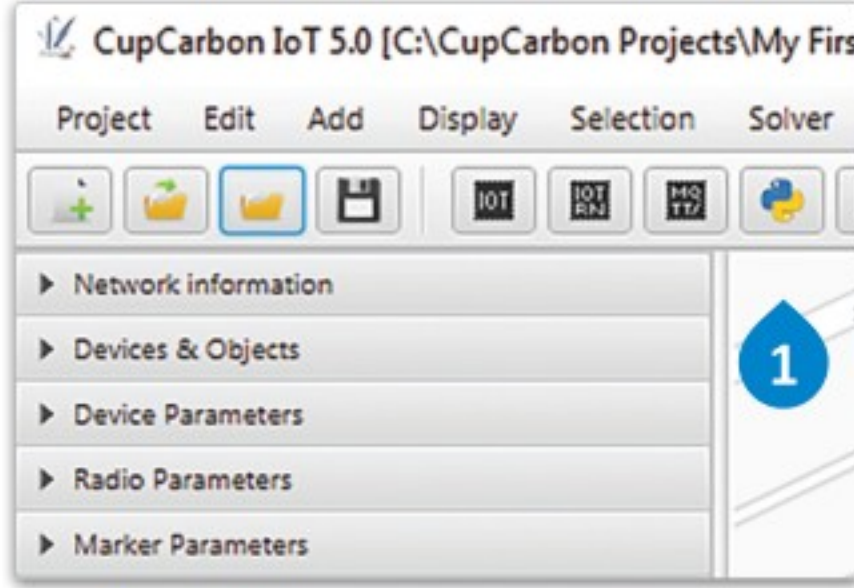 CupCarbon IoT 5.0 [C:\CupCarbon Projects\My Firs
Project Edit Add Display Selection Solver
IOT IOT RN MQ TT/
Network information
Devices & Objects
1
Device Parameters
Radio Parameters
Marker Parameters